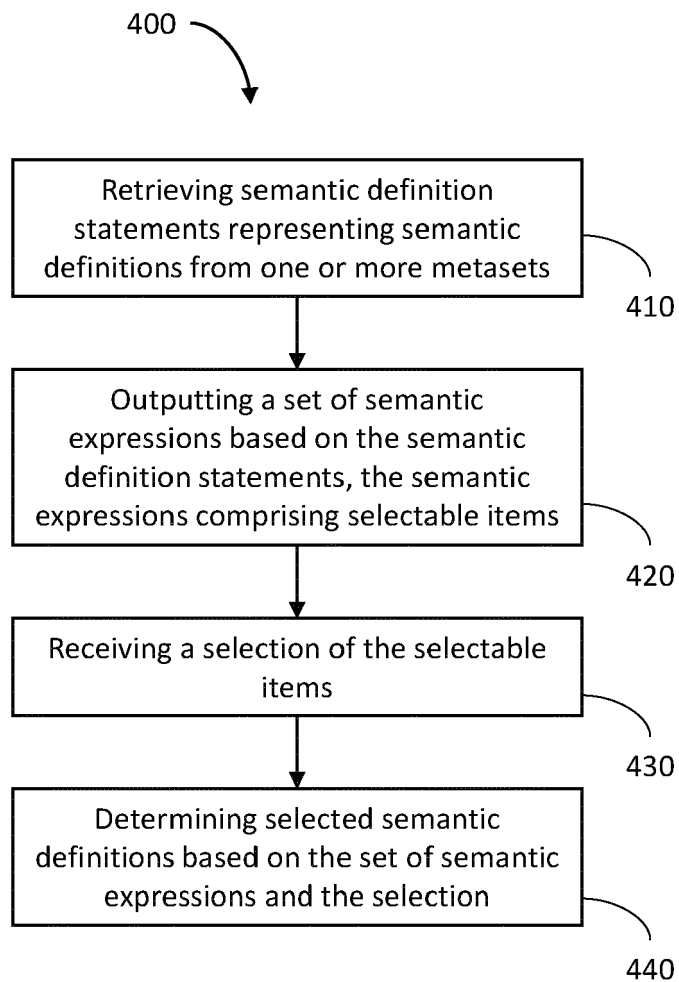 400
Retrieving semantic definition
statements representing semantic
definitions from one or more metasets
410
Outputting a set of semantic
expressions based on the semantic
definition statements, the semantic
expressions comprising selectable items
420
Receiving a selection of the selectable
items
430
Determining selected semantic
definitions based on the set of semantic
expressions and the selection
440